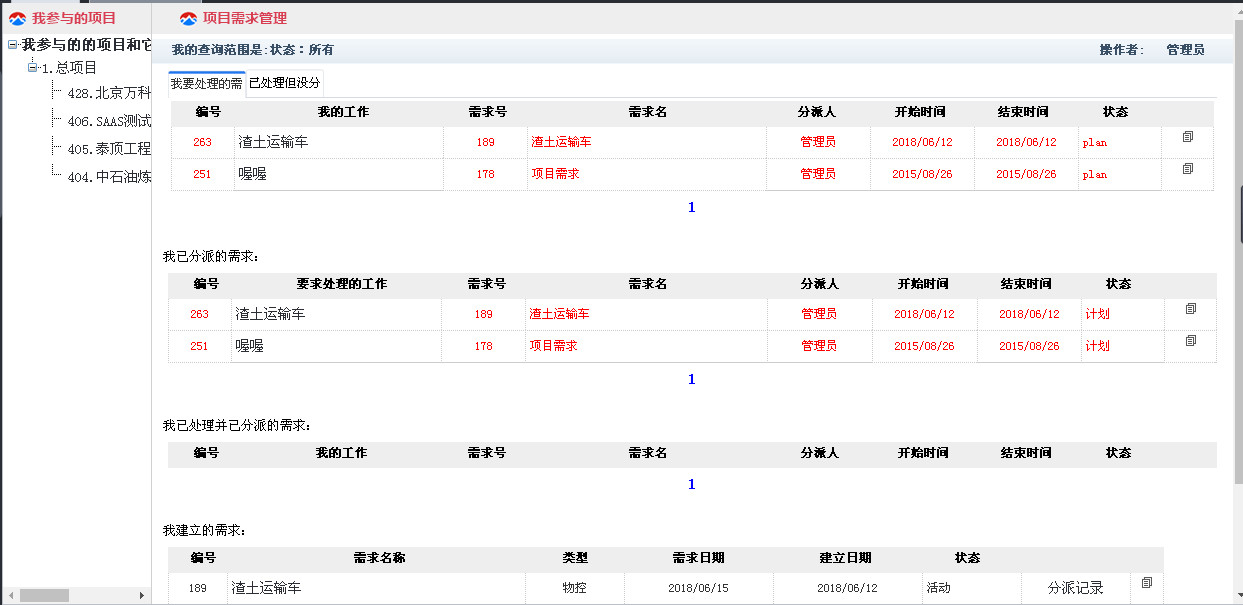 我参与的项目
项目需求管理
我参与的的项目和它
1.总项目
428.北京万科
406.SAAS测试
405.泰顶工程
404.中石油炼
我的查询范围是:状态：所有 操作者: 管理员
我要处理的需 已处理但没分
编号 我的工作 需求号 需求名 分派人 开始时间 结束时间 状态
263 渣土运输车 189 渣土运输车 管理员 2018/06/12 2018/06/12 plan
251 喔喔 178 项目需求 管理员 2015/08/26 2015/08/26 plan
1
我已分派的需求:
编号 要求处理的工作 需求号 需求名 分派人 开始时间 结束时间 状态
263 渣土运输车 189 渣土运输车 管理员 2018/06/12 2018/06/12 计划
251 喔喔 178 项目需求 管理员 2015/08/26 2015/08/26 计划
1
我已处理并已分派的需求:
编号 我的工作 需求号 需求名 分派人 开始时间 结束时间 状态
1
我建立的需求:
编号 需求名称 类型 需求日期 建立日期 状态
189 渣土运输车 物控 2018/06/15 2018/06/12 活动 分派记录